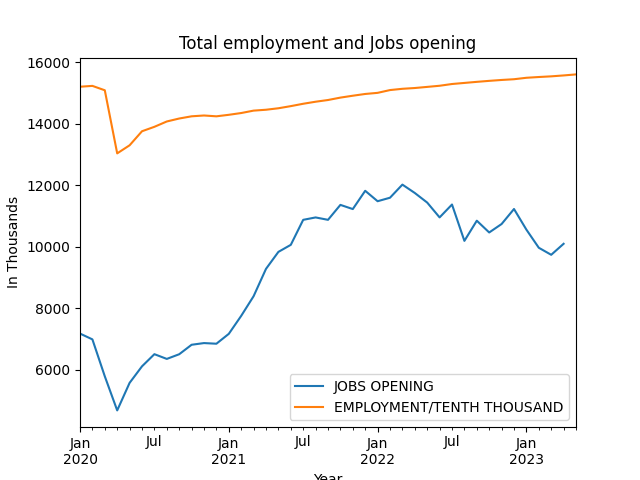 Total employment and Jobs opening
In Thousands
16000
14000
12000
10000
8000
6000
JOBS OPENING
EMPLOYMENT/TENTH THOUSAND
Jan Jul Jan Jul Jan Jul Jan
2020 2021 2022 2023
Year